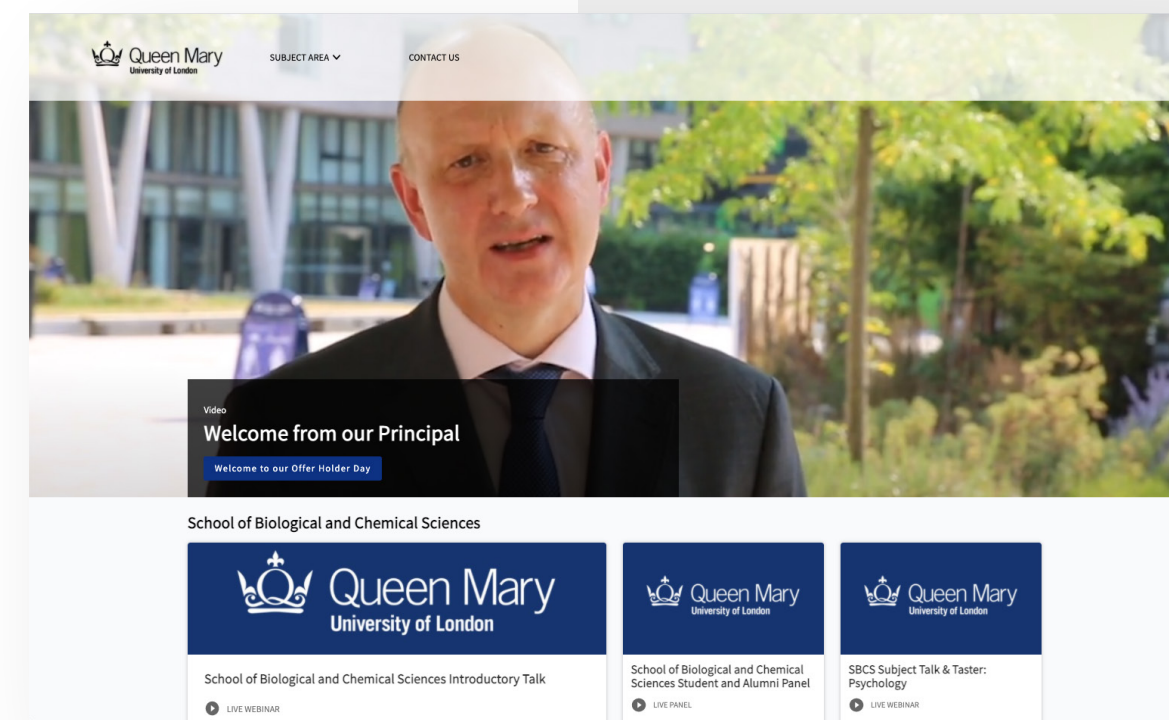 Queen Mary
University of London
SUBJECT AREA
CONTACT US
Video
Welcome from our Principal
Welcome to our Offer Holder Day
School of Biological and Chemical Sciences
Queen Mary
University of London
School of Biological and Chemical Sciences Introductory Talk
LIVE WEBINAR
Queen Mary
University of London
School of Biological and Chemical
Sciences Student and Alumni Panel
LIVE PANEL
Queen Mary
University of London
SBCS Subject Talk & Taster:
Psychology
LIVE WEBINAR